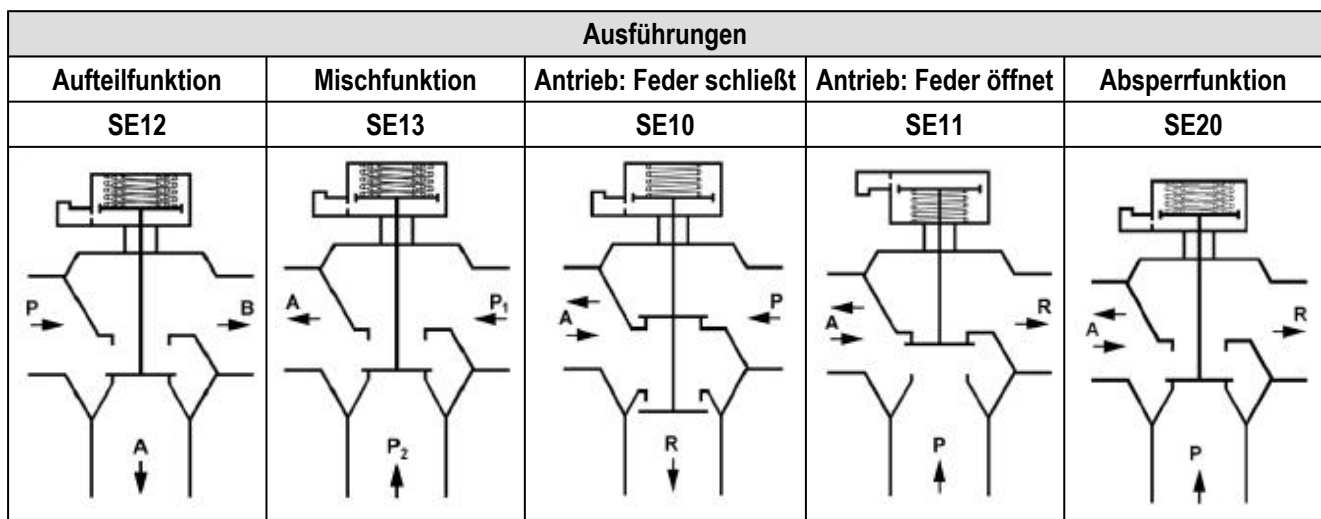 Ausführungen
Aufteilfunktion Mischfunktion Antrieb: Feder schließt Antrieb: Feder öffnet Absperrfunktion
SE12 SE13 SE10 SE11 SE20
P B A P₁ A P A R A R
A P₂ R P P